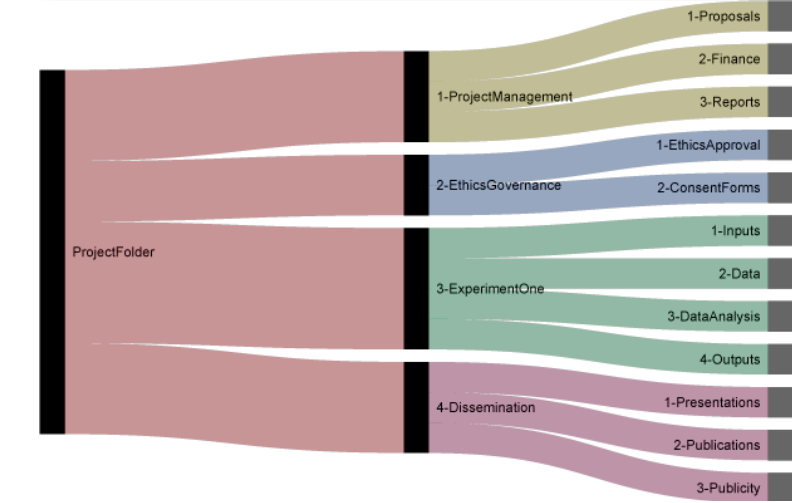 ProjectFolder
1-ProjectManagement
2-EthicsGovernance
3-ExperimentOne
4-Dissemination
1-Proposals
2-Finance
3-Reports
1-EthicsApproval
2-ConsentForms
1-Inputs
2-Data
3-DataAnalysis
4-Outputs
1-Presentations
2-Publications
3-Publicity